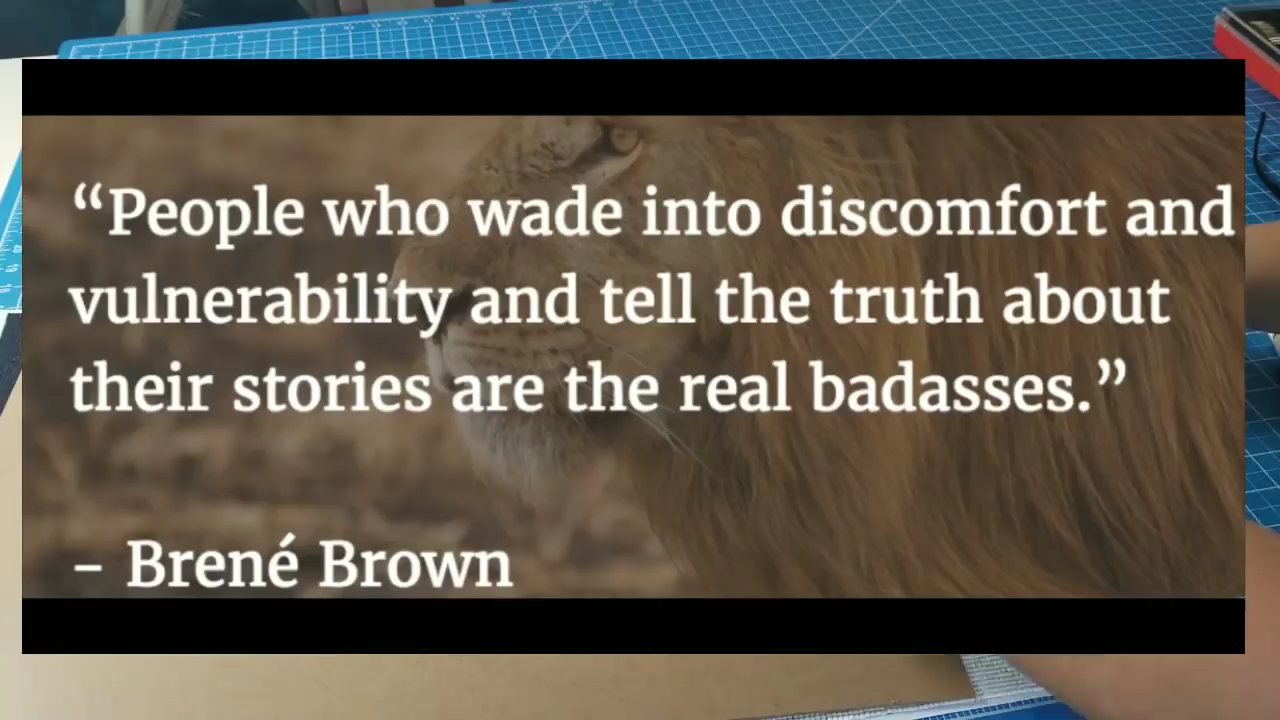 “People who wade into discomfort and
vulnerability and tell the truth about
their stories are the real badasses.”
– Brené Brown